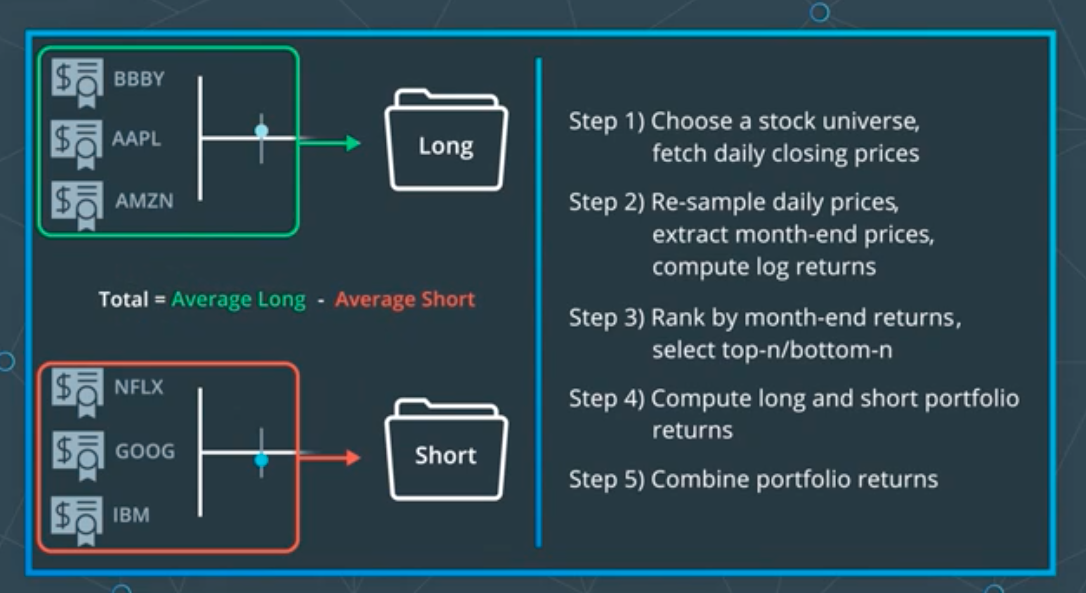 BBBY
AAPL
AMZN
Long
Total = Average Long - Average Short
NFLX
GOOG
IBM
Short
Step 1) Choose a stock universe,
fetch daily closing prices
Step 2) Re-sample daily prices,
extract month-end prices,
compute log returns
Step 3) Rank by month-end returns,
select top-n/bottom-n
Step 4) Compute long and short portfolio
returns
Step 5) Combine portfolio returns